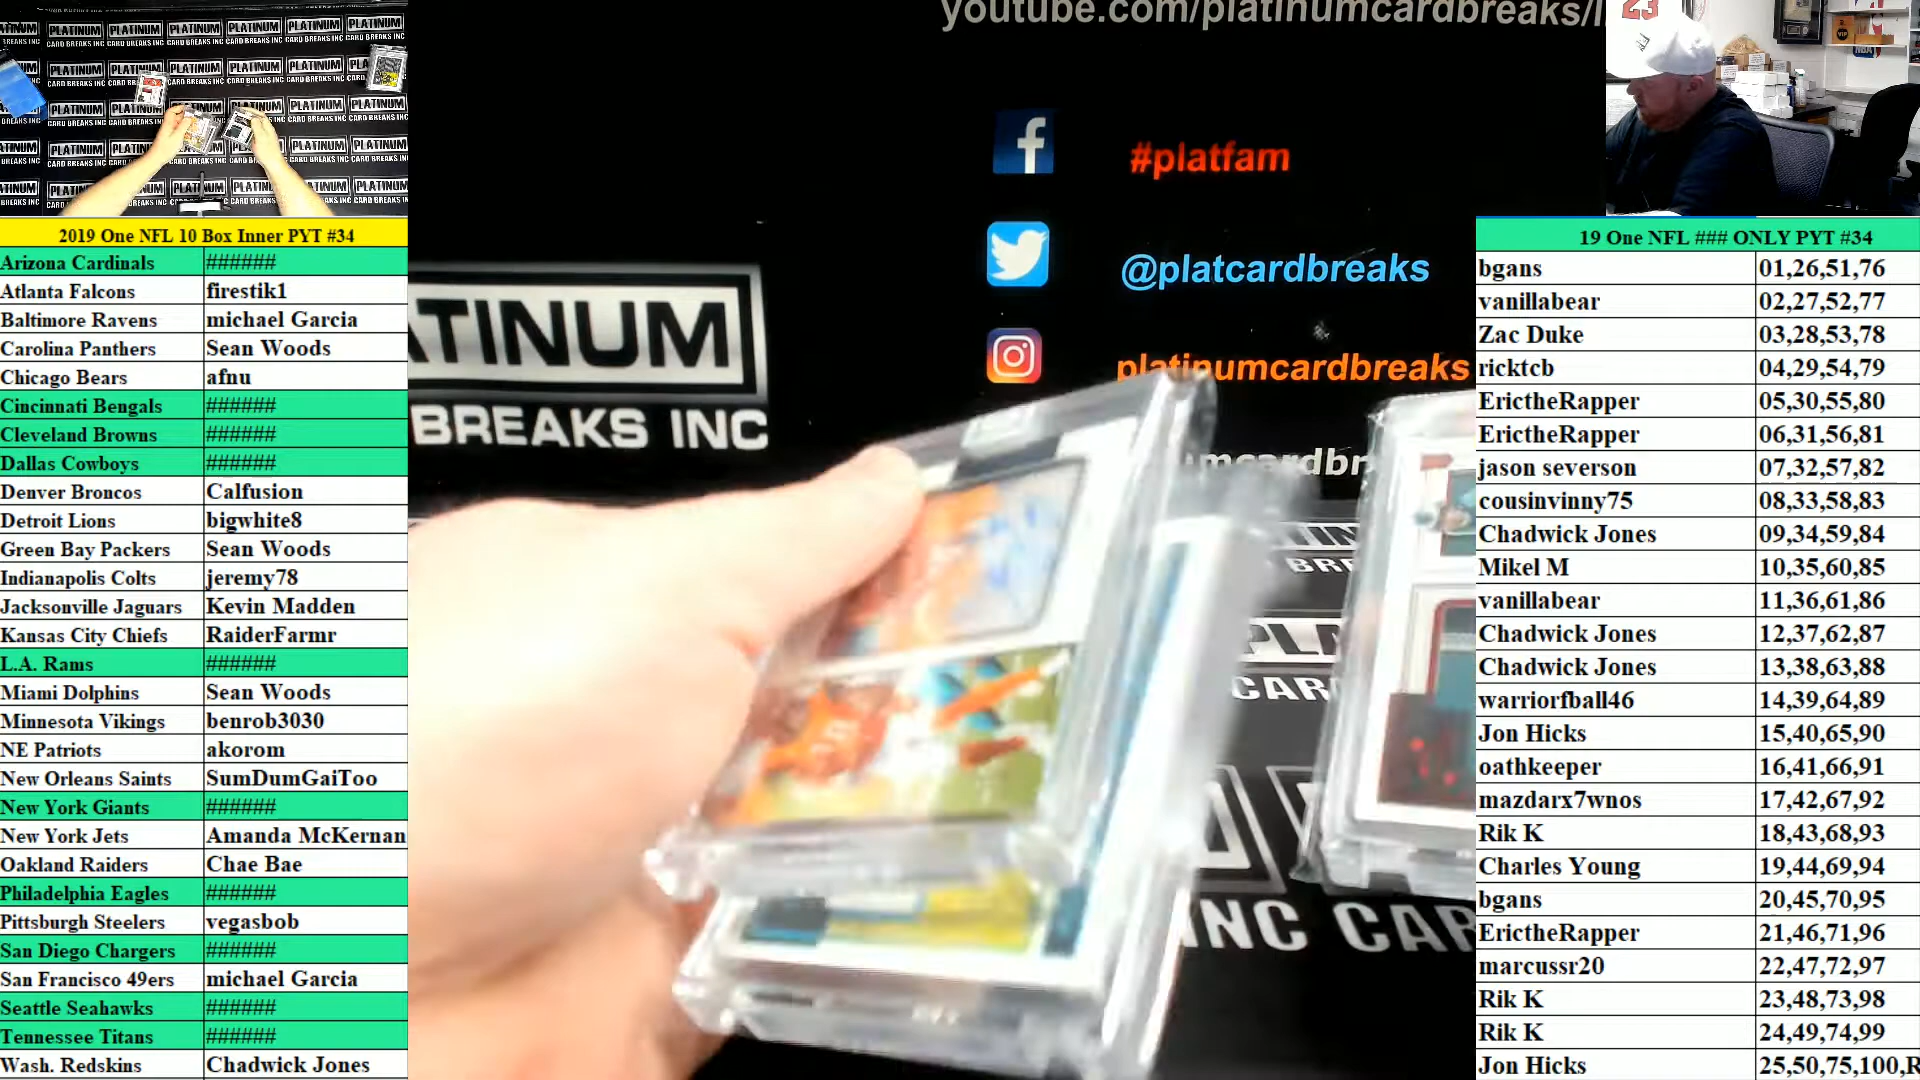 youtube.com/platinumcardbreaks/l
#platfam
@platcardbreaks
platinumcardbreaks
mcardbr
TINUM
BREAKS INC
INC CAR
PLATINUM
CARD BREAKS INC
2019 One NFL 10 Box Inner PYT #34
Arizona Cardinals ######
Atlanta Falcons firestik1
Baltimore Ravens michael Garcia
Carolina Panthers Sean Woods
Chicago Bears afnu
Cincinnati Bengals ######
Cleveland Browns ######
Dallas Cowboys ######
Denver Broncos Calfusion
Detroit Lions bigwhite8
Green Bay Packers Sean Woods
Indianapolis Colts jeremy78
Jacksonville Jaguars Kevin Madden
Kansas City Chiefs RaiderFarmr
L.A. Rams ######
Miami Dolphins Sean Woods
Minnesota Vikings benrob3030
NE Patriots akorom
New Orleans Saints SumDumGaiToo
New York Giants ######
New York Jets Amanda McKernan
Oakland Raiders Chae Bae
Philadelphia Eagles ######
Pittsburgh Steelers vegasbob
San Diego Chargers ######
San Francisco 49ers michael Garcia
Seattle Seahawks ######
Tennessee Titans ######
Wash. Redskins Chadwick Jones
19 One NFL ### ONLY PYT #34
bgans 01,26,51,76
vanillabear 02,27,52,77
Zac Duke 03,28,53,78
ricktcb 04,29,54,79
EricTheRapper 05,30,55,80
EricTheRapper 06,31,56,81
jason severson 07,32,57,82
cousinvinny75 08,33,58,83
Chadwick Jones 09,34,59,84
Mikel M 10,35,60,85
vanillabear 11,36,61,86
Chadwick Jones 12,37,62,87
Chadwick Jones 13,38,63,88
warriorfball46 14,39,64,89
Jon Hicks 15,40,65,90
oathkeeper 16,41,66,91
mazdarx7wnos 17,42,67,92
Rik K 18,43,68,93
Charles Young 19,44,69,94
bgans 20,45,70,95
EricTheRapper 21,46,71,96
marcussr20 22,47,72,97
Rik K 23,48,73,98
Rik K 24,49,74,99
Jon Hicks 25,50,75,100,R